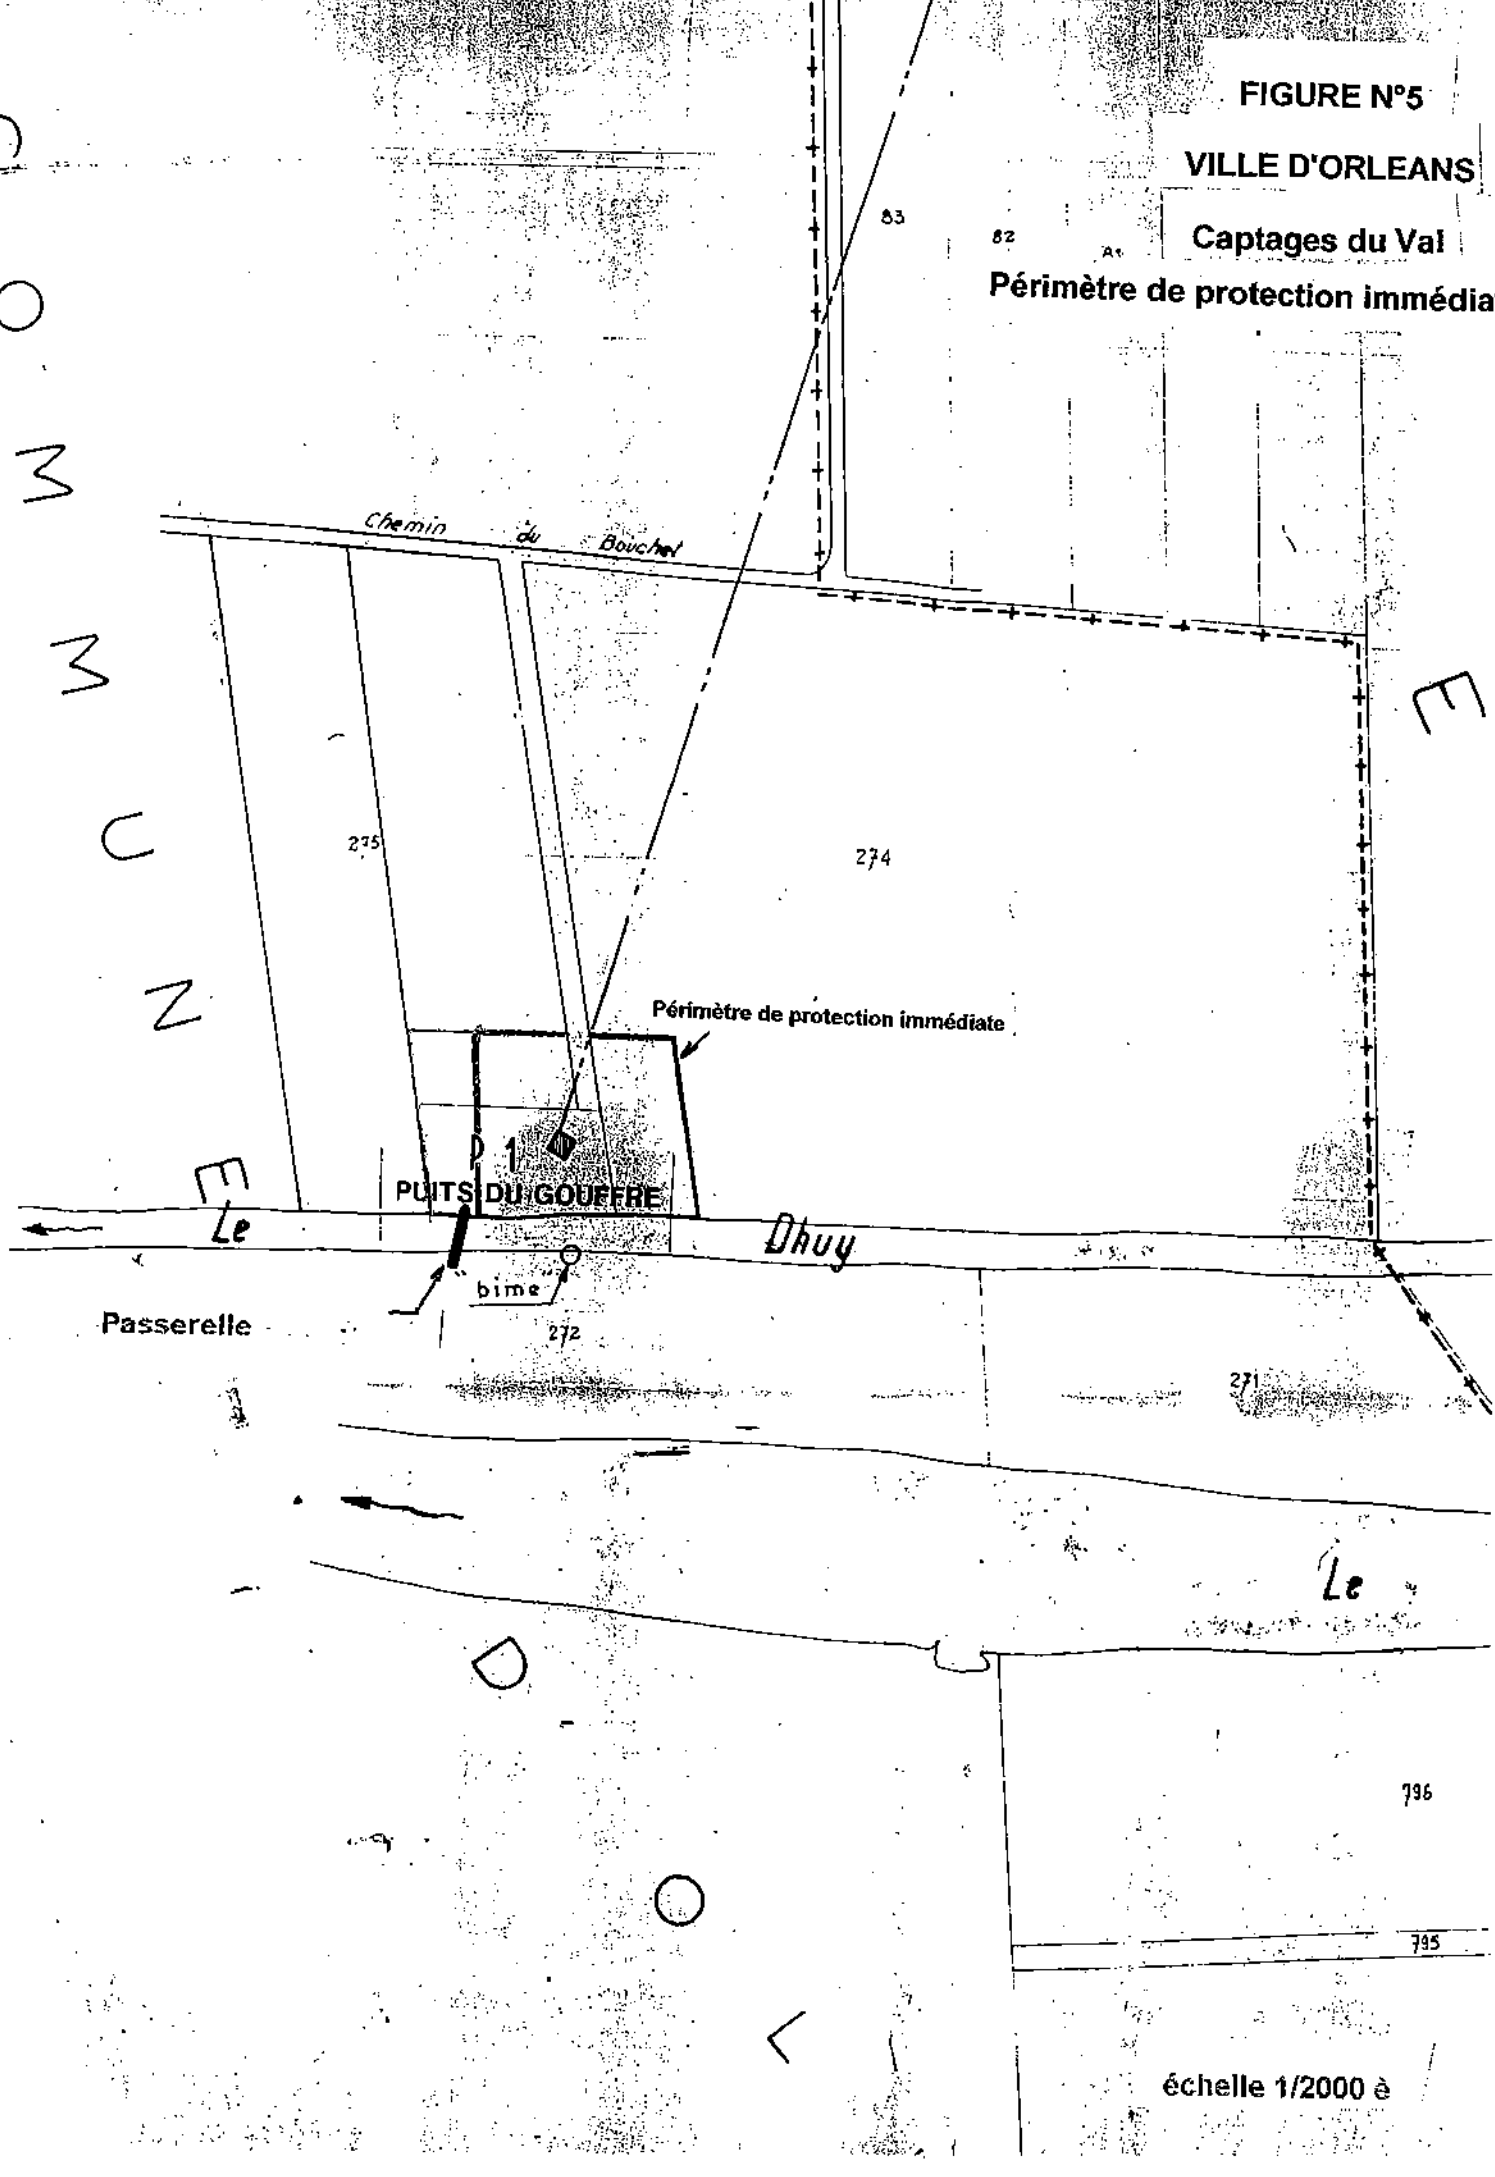 FIGURE N°5
VILLE D'ORLEANS
Captages du Val
Périmètre de protection immédia
83
82
Chemin du Bouchet
275
274
Périmètre de protection immédiate
P 1
PUITS DU GOUFFRE
Le Dhuy
"bime"
Passerelle
272
271
Le
796
795
échelle 1/2000 è
C O M M U N E
D
O
L
E